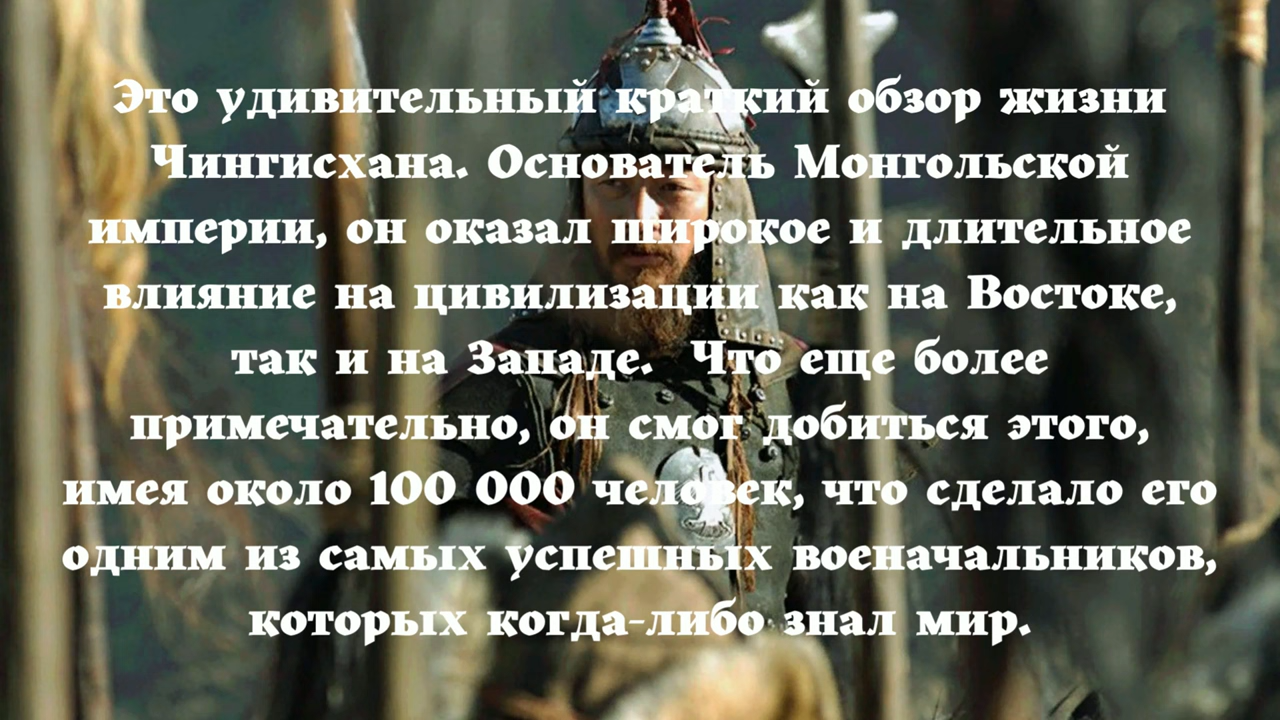 Это удивительный краткий обзор жизни
Чингисхана. Основатель Монгольской
империи, он оказал широкое и длительное
влияние на цивилизации как на Востоке,
так и на Западе. Что еще более
примечательно, он смог добиться этого,
имея около 100 000 человек, что сделало его
одним из самых успешных военачальников,
которых когда-либо знал мир.